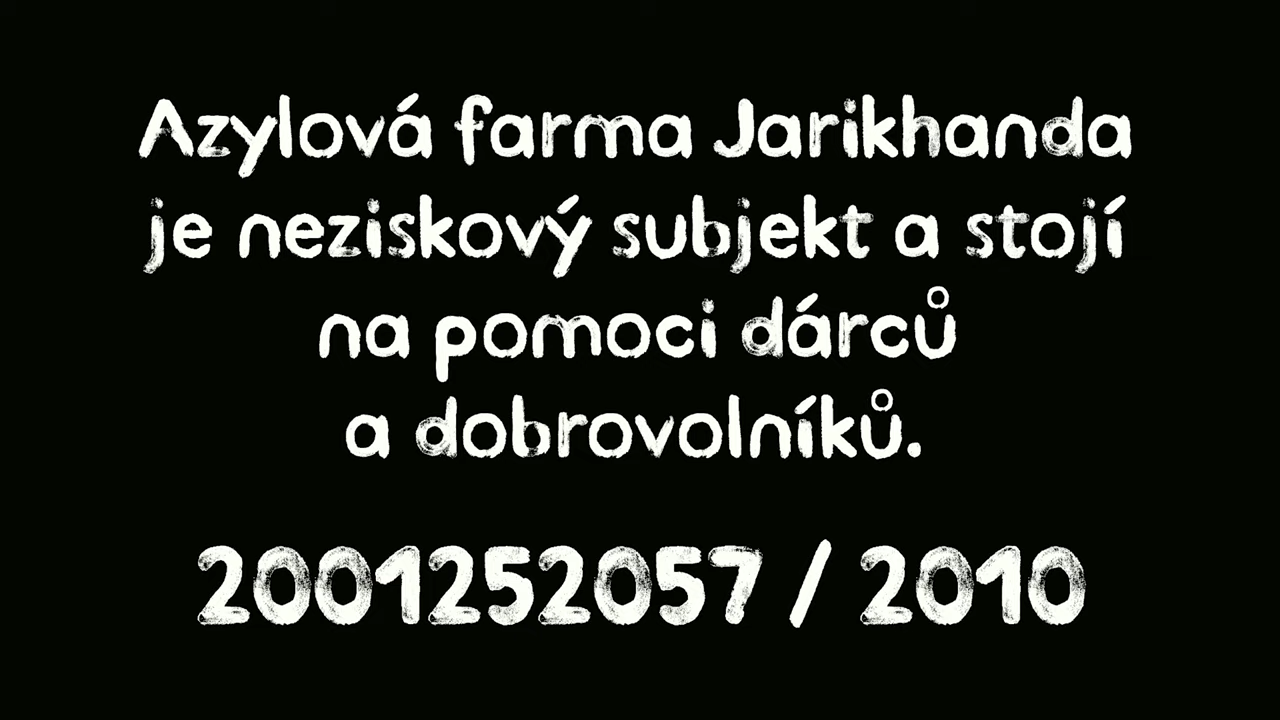 Azylová farma Jarikhanda
je neziskový subjekt a stojí
na pomoci dárců
a dobrovolníků.
2001252057 / 2010